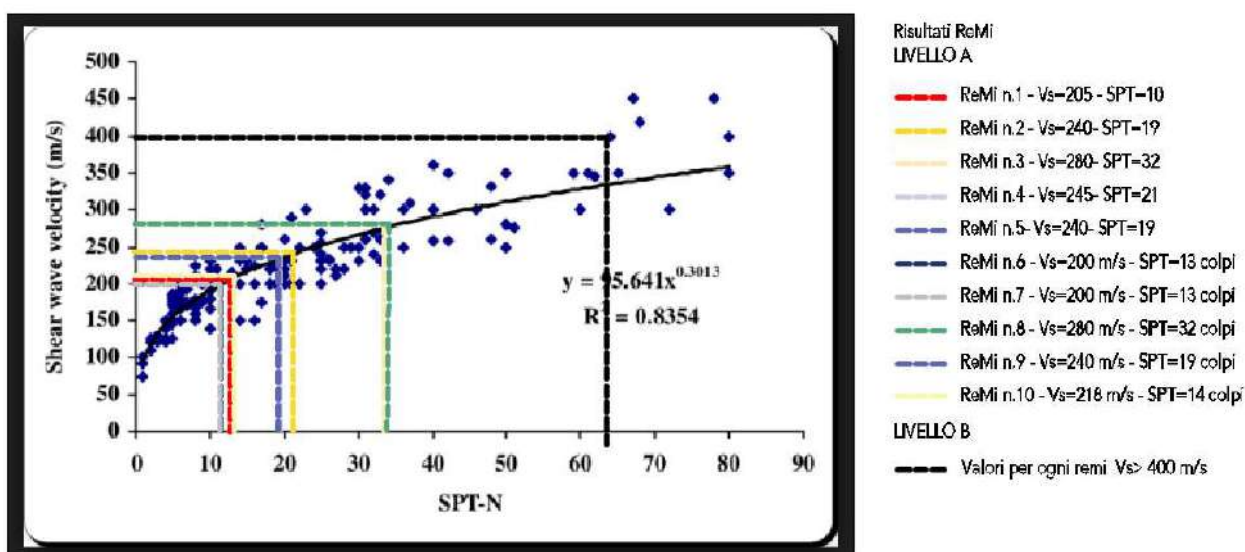 500
450
400
350
300
250
200
150
100
50
0
Shear wave velocity (m/s)
0 10 20 30 40 50 60 70 80 90
SPT-N
y = 95.641x^0.3013
R² = 0.8354
Risultati ReMi
LIVELLO A
ReMi n.1 - Vs=205 - SPT=10
ReMi n.2 - Vs=240- SPT=19
ReMi n.3 - Vs=280- SPT=32
ReMi n.4 - Vs=245- SPT=21
ReMi n.5- Vs=240- SPT=19
ReMi n.6 - Vs=200 m/s - SPT=13 colpi
ReMi n.7 - Vs=200 m/s - SPT=13 colpi
ReMi n.8 - Vs=280 m/s - SPT=32 colpi
ReMi n.9 - Vs=240 m/s - SPT=19 colpi
ReMi n.10 - Vs=218 m/s - SPT=14 colpi
LIVELLO B
Valori per ogni remi Vs> 400 m/s